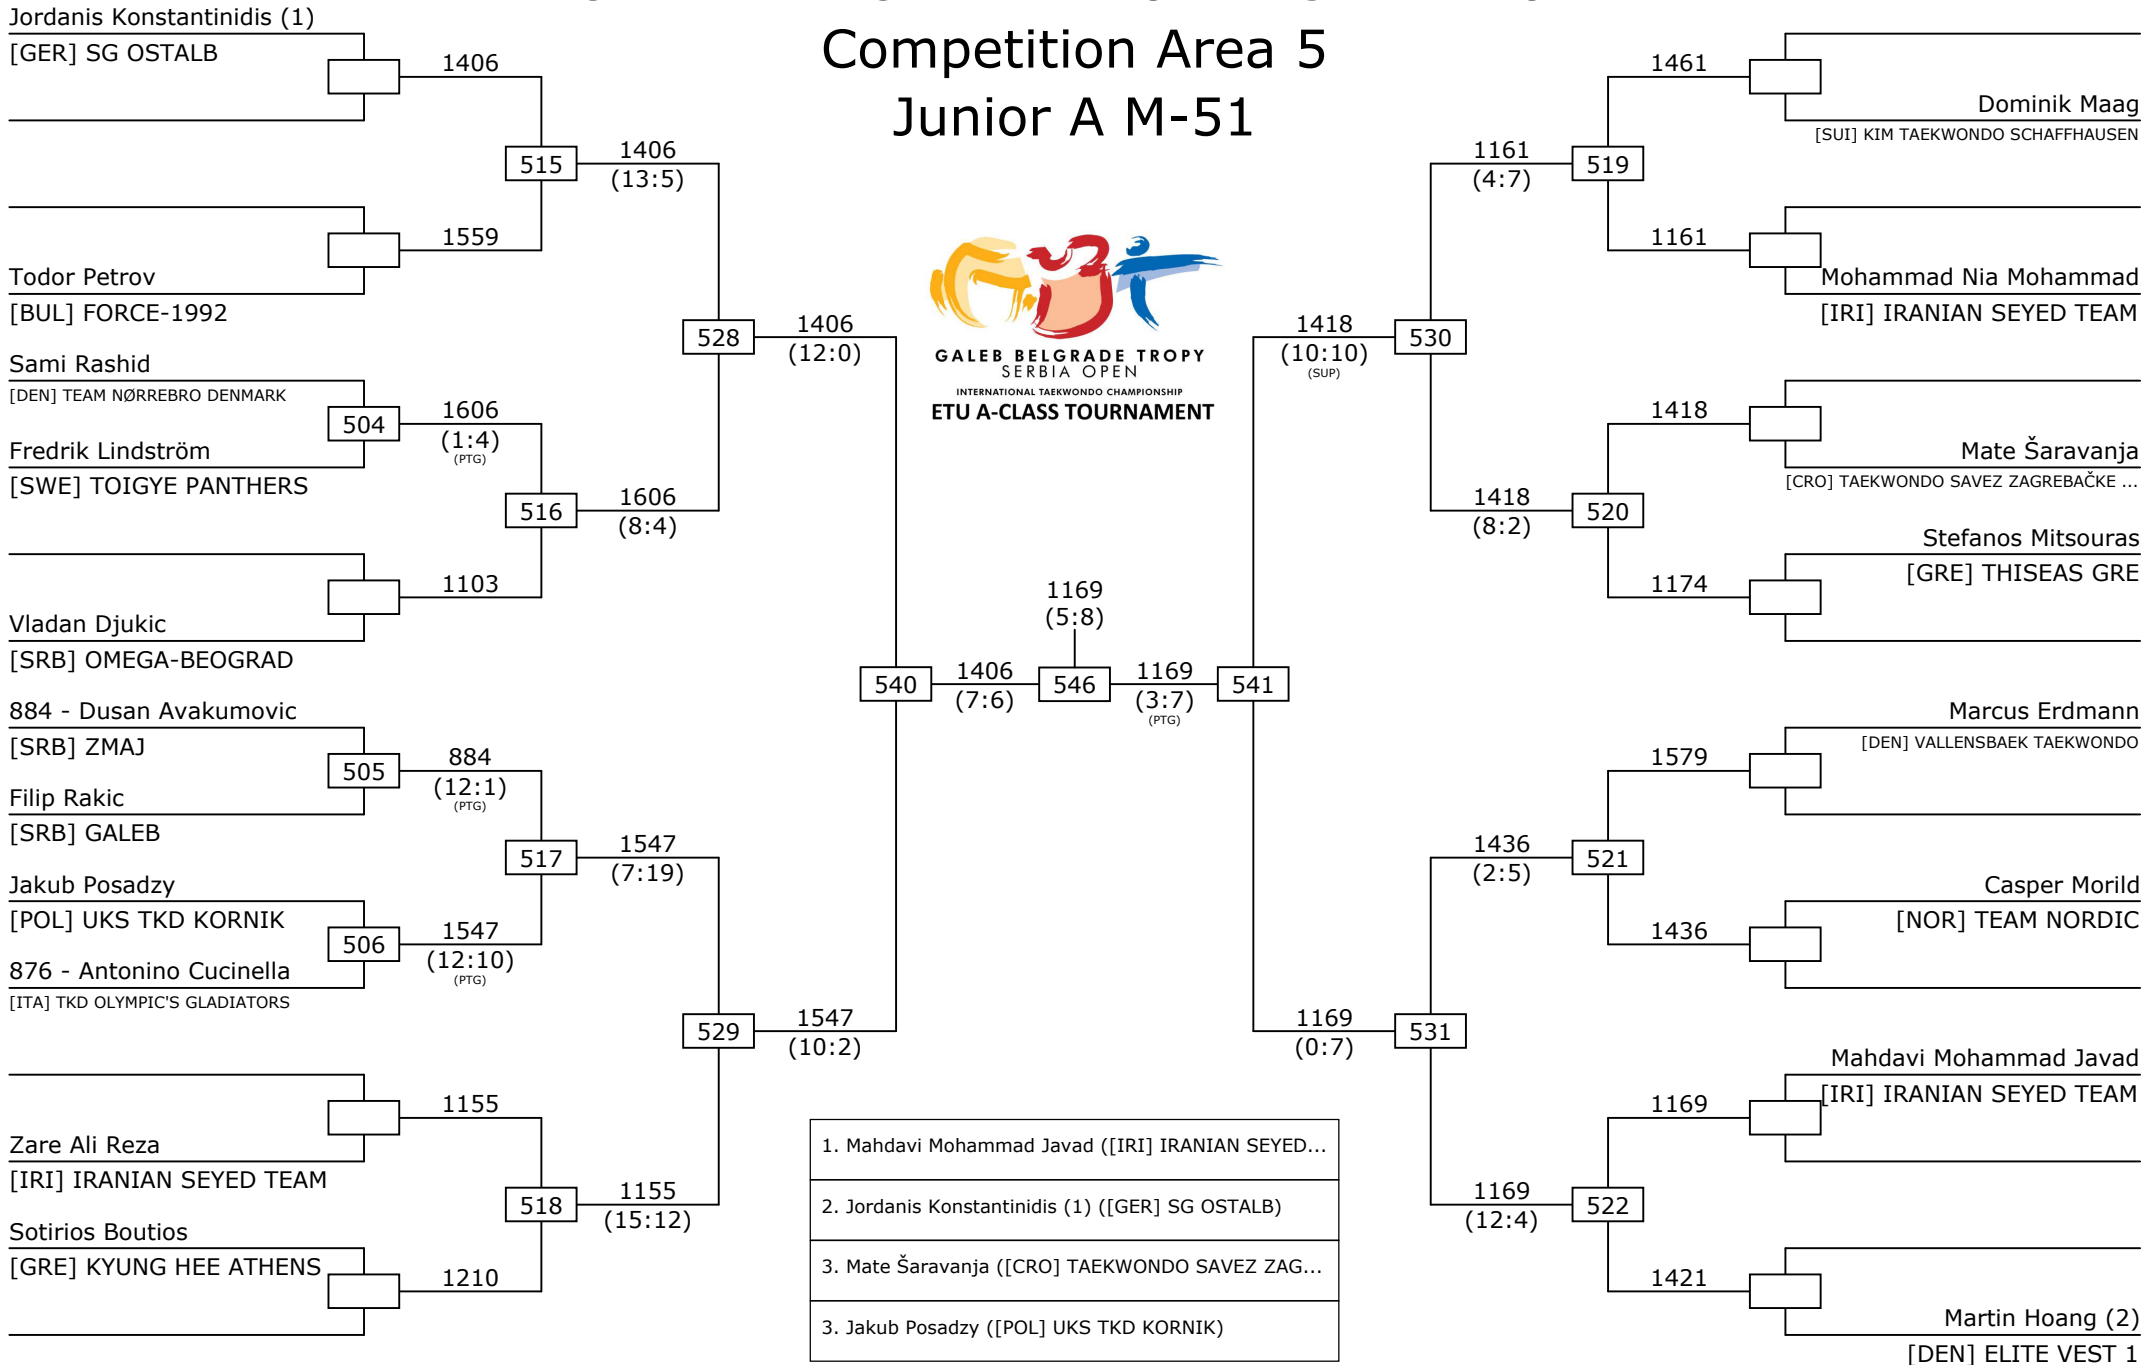 Competition Area 5
Junior A M-51
Jordanis Konstantinidis (1)
[GER] SG OSTALB
1406
515
1406
(13:5)
1559
Todor Petrov
[BUL] FORCE-1992
528
1406
(12:0)
Sami Rashid
[DEN] TEAM NØRREBRO DENMARK
504
1606
(1:4)
(PTG)
Fredrik Lindström
[SWE] TOIGYE PANTHERS
516
1606
(8:4)
1103
Vladan Djukic
[SRB] OMEGA-BEOGRAD
540
1406
(7:6)
884 - Dusan Avakumovic
[SRB] ZMAJ
505
884
(12:1)
(PTG)
Filip Rakic
[SRB] GALEB
517
1547
(7:19)
Jakub Posadzy
[POL] UKS TKD KORNIK
506
1547
(12:10)
(PTG)
876 - Antonino Cucinella
[ITA] TKD OLYMPIC'S GLADIATORS
529
1547
(10:2)
1155
Zare Ali Reza
[IRI] IRANIAN SEYED TEAM
518
1155
(15:12)
Sotirios Boutios
[GRE] KYUNG HEE ATHENS
1210
GALEB BELGRADE TROPY
SERBIA OPEN
INTERNATIONAL TAEKWONDO CHAMPIONSHIP
ETU A-CLASS TOURNAMENT
1169
(5:8)
546
1169
(3:7)
(PTG)
541
1461
Dominik Maag
[SUI] KIM TAEKWONDO SCHAFFHAUSEN
1161
(4:7)
519
1161
Mohammad Nia Mohammad
[IRI] IRANIAN SEYED TEAM
1418
(10:10)
(SUP)
530
1418
Mate Šaravanja
[CRO] TAEKWONDO SAVEZ ZAGREBAČKE ...
1418
(8:2)
520
Stefanos Mitsouras
[GRE] THISEAS GRE
1174
Marcus Erdmann
[DEN] VALLENSBAEK TAEKWONDO
1579
1436
(2:5)
521
Casper Morild
[NOR] TEAM NORDIC
1436
1169
(0:7)
531
Mahdavi Mohammad Javad
[IRI] IRANIAN SEYED TEAM
1169
1169
(12:4)
522
1421
Martin Hoang (2)
[DEN] ELITE VEST 1
1. Mahdavi Mohammad Javad ([IRI] IRANIAN SEYED...
2. Jordanis Konstantinidis (1) ([GER] SG OSTALB)
3. Mate Šaravanja ([CRO] TAEKWONDO SAVEZ ZAG...
3. Jakub Posadzy ([POL] UKS TKD KORNIK)